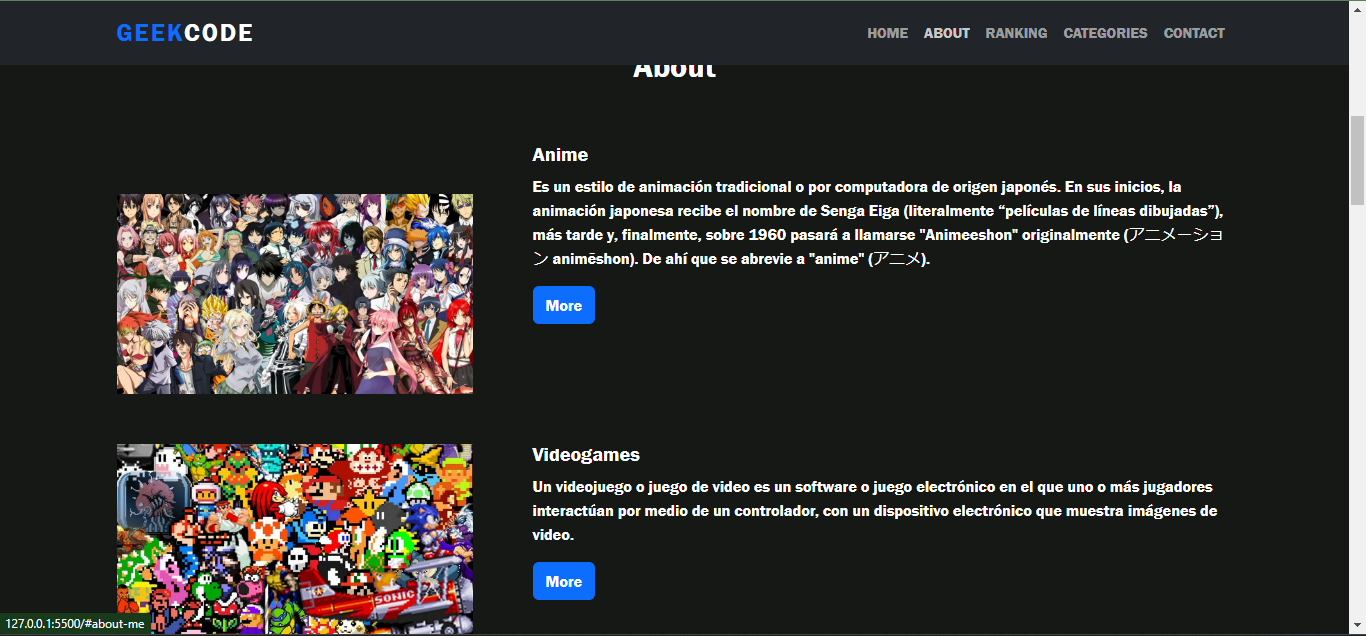 GEEKCODE
HOME ABOUT RANKING CATEGORIES CONTACT
About
Anime
Es un estilo de animación tradicional o por computadora de origen japonés. En sus inicios, la
animación japonesa recibe el nombre de Senga Eiga (literalmente “películas de líneas dibujadas”),
más tarde y, finalmente, sobre 1960 pasará a llamarse "Animeeshon" originalmente (アニメーショ
ン animēshon). De ahí que se abrevie a "anime" (アニメ).
More
Videogames
Un videojuego o juego de video es un software o juego electrónico en el que uno o más jugadores
interactúan por medio de un controlador, con un dispositivo electrónico que muestra imágenes de
video.
More
SONIC
127.0.0.1:5500/#about-me